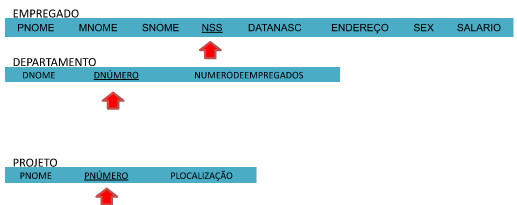 EMPREGADO
PNOME MNOME SNOME NSS DATANASC ENDEREÇO SEX SALARIO
DEPARTAMENTO
DNOME DNÚMERO NUMERODEEMPREGADOS
PROJETO
PNOME PNÚMERO PLOCALIZAÇÃO